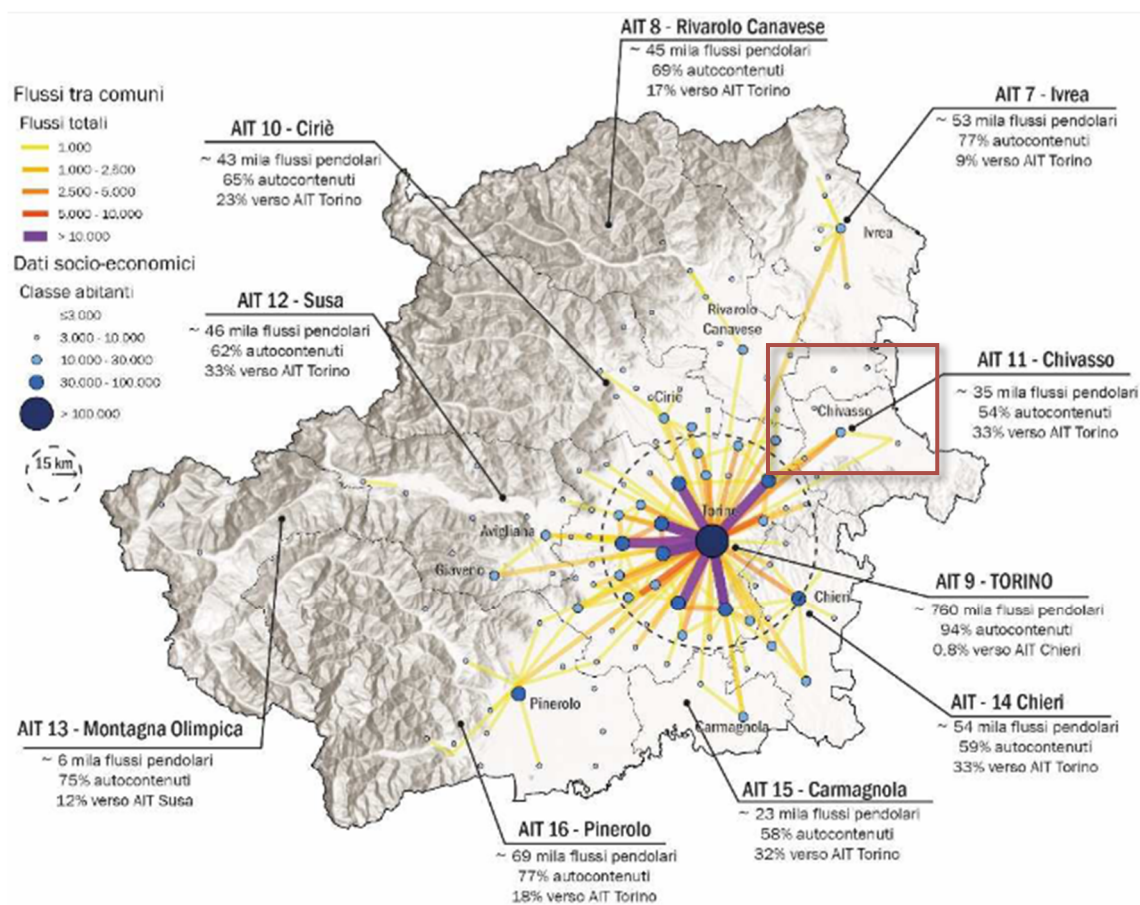 AIT 8 - Rivarolo Canavese
~ 45 mila flussi pendolari
69% autocontenuti
17% verso AIT Torino
Flussi tra comuni
Flussi totali
1.000
1.000 - 2.500
2.500 - 5.000
5.000 - 10.000
> 10.000
Dati socio-economici
Classe abitanti
≤3.000
3.000 - 10.000
10.000 - 30.000
30.000 - 100.000
> 100.000
15 km
AIT 10 - Ciriè
~ 43 mila flussi pendolari
65% autocontenuti
23% verso AIT Torino
AIT 7 - Ivrea
~ 53 mila flussi pendolari
77% autocontenuti
9% verso AIT Torino
AIT 12 - Susa
~ 46 mila flussi pendolari
62% autocontenuti
33% verso AIT Torino
Ivrea
Rivarolo
Canavese
Ciriè
Chivasso
AIT 11 - Chivasso
~ 35 mila flussi pendolari
54% autocontenuti
33% verso AIT Torino
Torino
Avigliana
Giaveno
Chieri
Pinerolo
Carmagnola
AIT 9 - TORINO
~ 760 mila flussi pendolari
94% autocontenuti
0.8% verso AIT Chieri
AIT - 14 Chieri
~ 54 mila flussi pendolari
59% autocontenuti
33% verso AIT Torino
AIT 13 - Montagna Olimpica
~ 6 mila flussi pendolari
75% autocontenuti
12% verso AIT Susa
AIT 15 - Carmagnola
~ 23 mila flussi pendolari
58% autocontenuti
32% verso AIT Torino
AIT 16 - Pinerolo
~ 69 mila flussi pendolari
77% autocontenuti
18% verso AIT Torino